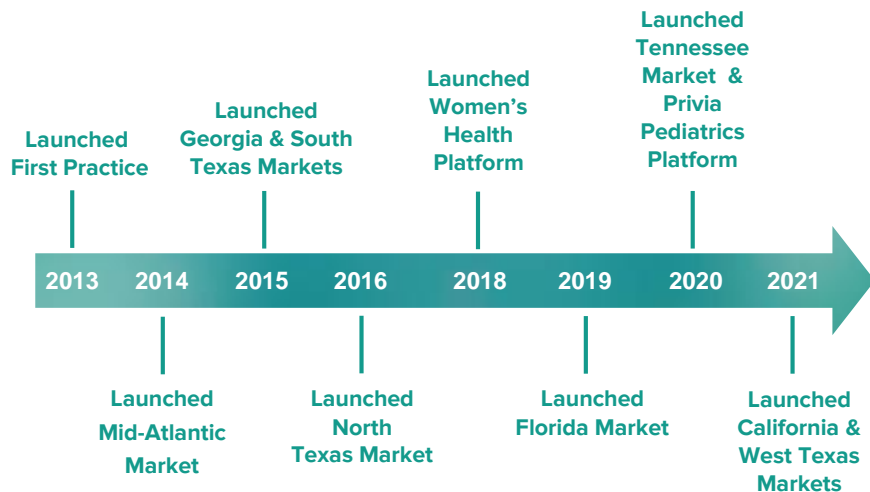 Launched
First Practice
Launched
Georgia & South
Texas Markets
Launched
Women's
Health
Platform
Launched
Tennessee
Market &
Privia
Pediatrics
Platform
2013 2014 2015 2016 2018 2019 2020 2021
Launched
Mid-Atlantic
Market
Launched
North
Texas Market
Launched
Florida Market
Launched
California &
West Texas
Markets